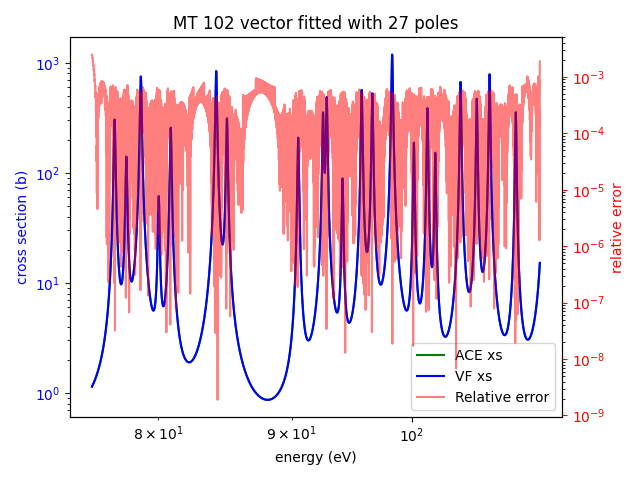 MT 102 vector fitted with 27 poles
cross section (b)
10³
10²
10¹
10⁰
10⁻³
10⁻⁴
10⁻⁵
10⁻⁶
10⁻⁷
10⁻⁸
10⁻⁹
relative error
ACE xs
VF xs
Relative error
8 × 10¹
9 × 10¹
10²
energy (eV)